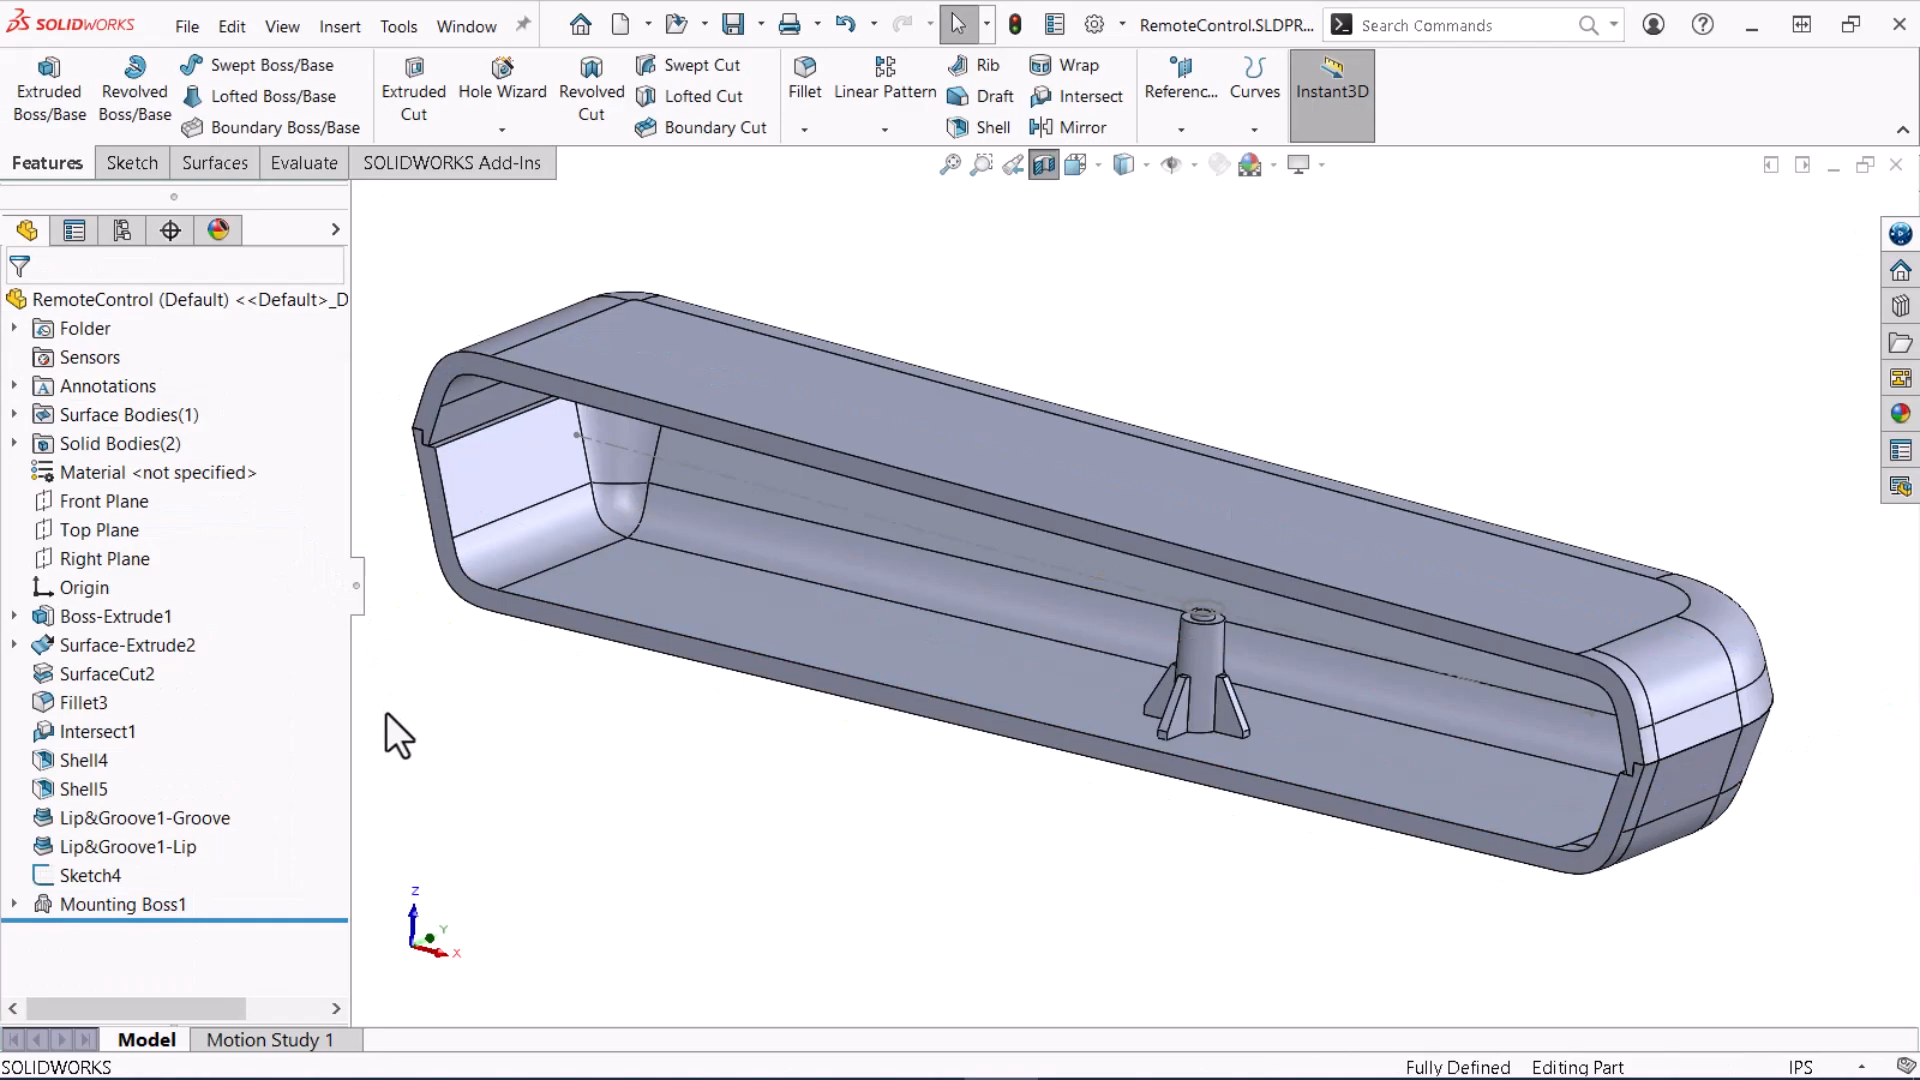 SOLIDWORKS File Edit View Insert Tools Window RemoteControl.SLDPR... Search Commands
Extruded Boss/Base
Revolved Boss/Base
Swept Boss/Base
Lofted Boss/Base
Boundary Boss/Base
Extruded Cut
Hole Wizard
Revolved Cut
Swept Cut
Lofted Cut
Boundary Cut
Fillet
Linear Pattern
Rib
Draft
Shell
Wrap
Intersect
Mirror
Referenc...
Curves
Instant3D
Features Sketch Surfaces Evaluate SOLIDWORKS Add-Ins
RemoteControl (Default) <<Default>_D
Folder
Sensors
Annotations
Surface Bodies(1)
Solid Bodies(2)
Material <not specified>
Front Plane
Top Plane
Right Plane
Origin
Boss-Extrude1
Surface-Extrude2
SurfaceCut2
Fillet3
Intersect1
Shell4
Shell5
Lip&Groove1-Groove
Lip&Groove1-Lip
Sketch4
Mounting Boss1
Z
Y
X
Model Motion Study 1
SOLIDWORKS Fully Defined Editing Part IPS